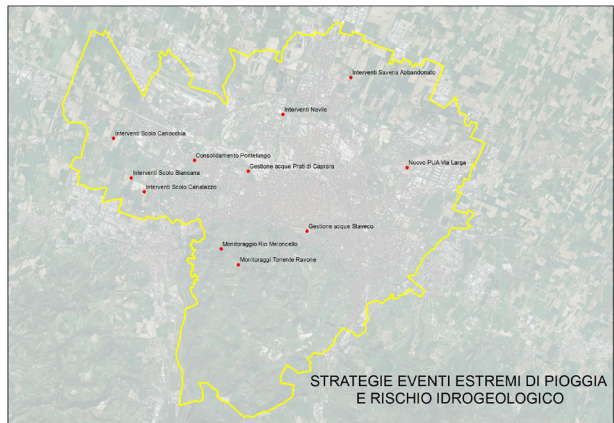 Interventi Savena Abbandonato
Interventi Navile
Interventi Scolo Canocchia
Consolidamento Pontelungo
Nuovo PUA Via Larga
Gestione acque Prati di Caprara
Interventi Scolo Biancana
Interventi Scolo Canalazzo
Gestione acque Staveco
Monitoraggio Rio Meloncello
Monitoraggi Torrente Ravone
STRATEGIE EVENTI ESTREMI DI PIOGGIA
E RISCHIO IDROGEOLOGICO